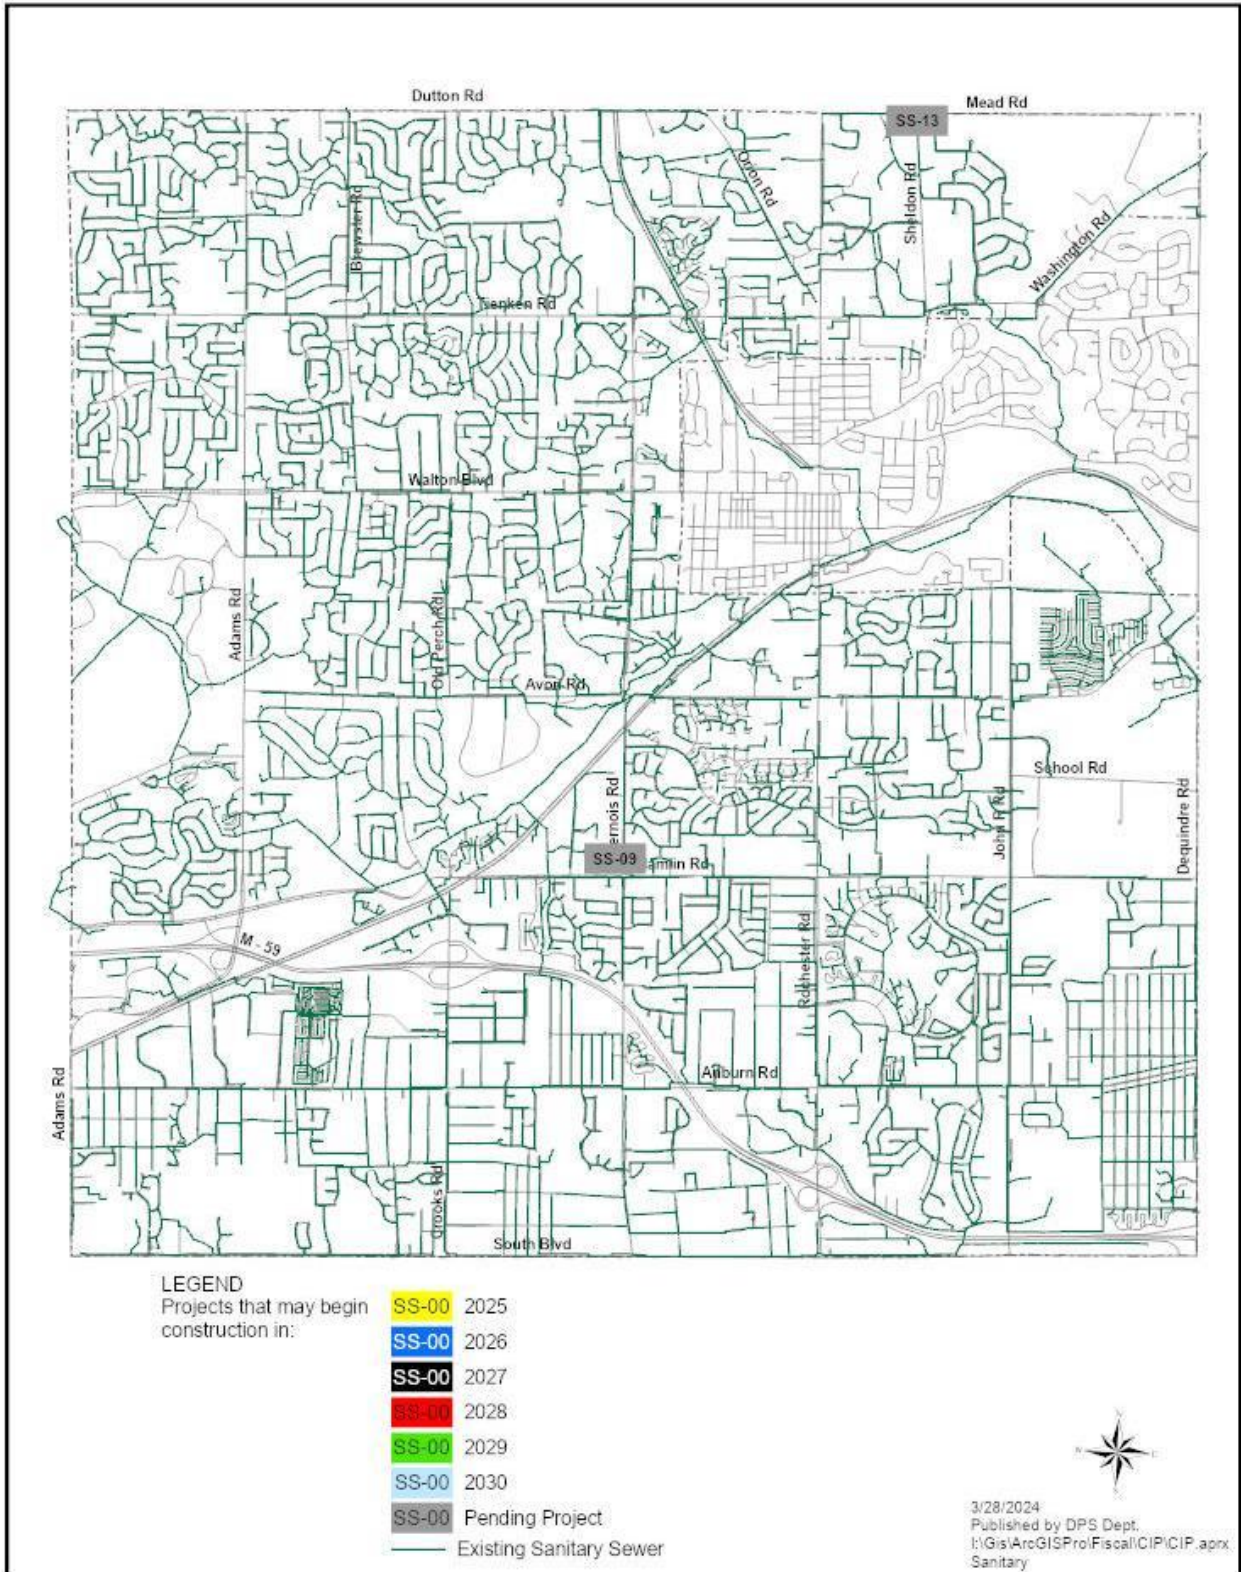 Dutton Rd
Mead Rd
SS-13
Orion Rd
Sheldon Rd
Brewster Rd
Washington Rd
Tienken Rd
Walton Blvd
Adams Rd
Old Perch Rd
Avon Rd
School Rd
ernois Rd
John R Rd
Dequindre Rd
SS-09
amlin Rd
M - 59
Rochester Rd
Auburn Rd
Adams Rd
Crooks Rd
South Blvd
LEGEND
Projects that may begin
construction in:
SS-00 2025
SS-00 2026
SS-00 2027
SS-00 2028
SS-00 2029
SS-00 2030
SS-00 Pending Project
Existing Sanitary Sewer
3/28/2024
Published by DPS Dept.
I:\Gis\ArcGISPro\Fiscal\CIP\CIP.aprx
Sanitary